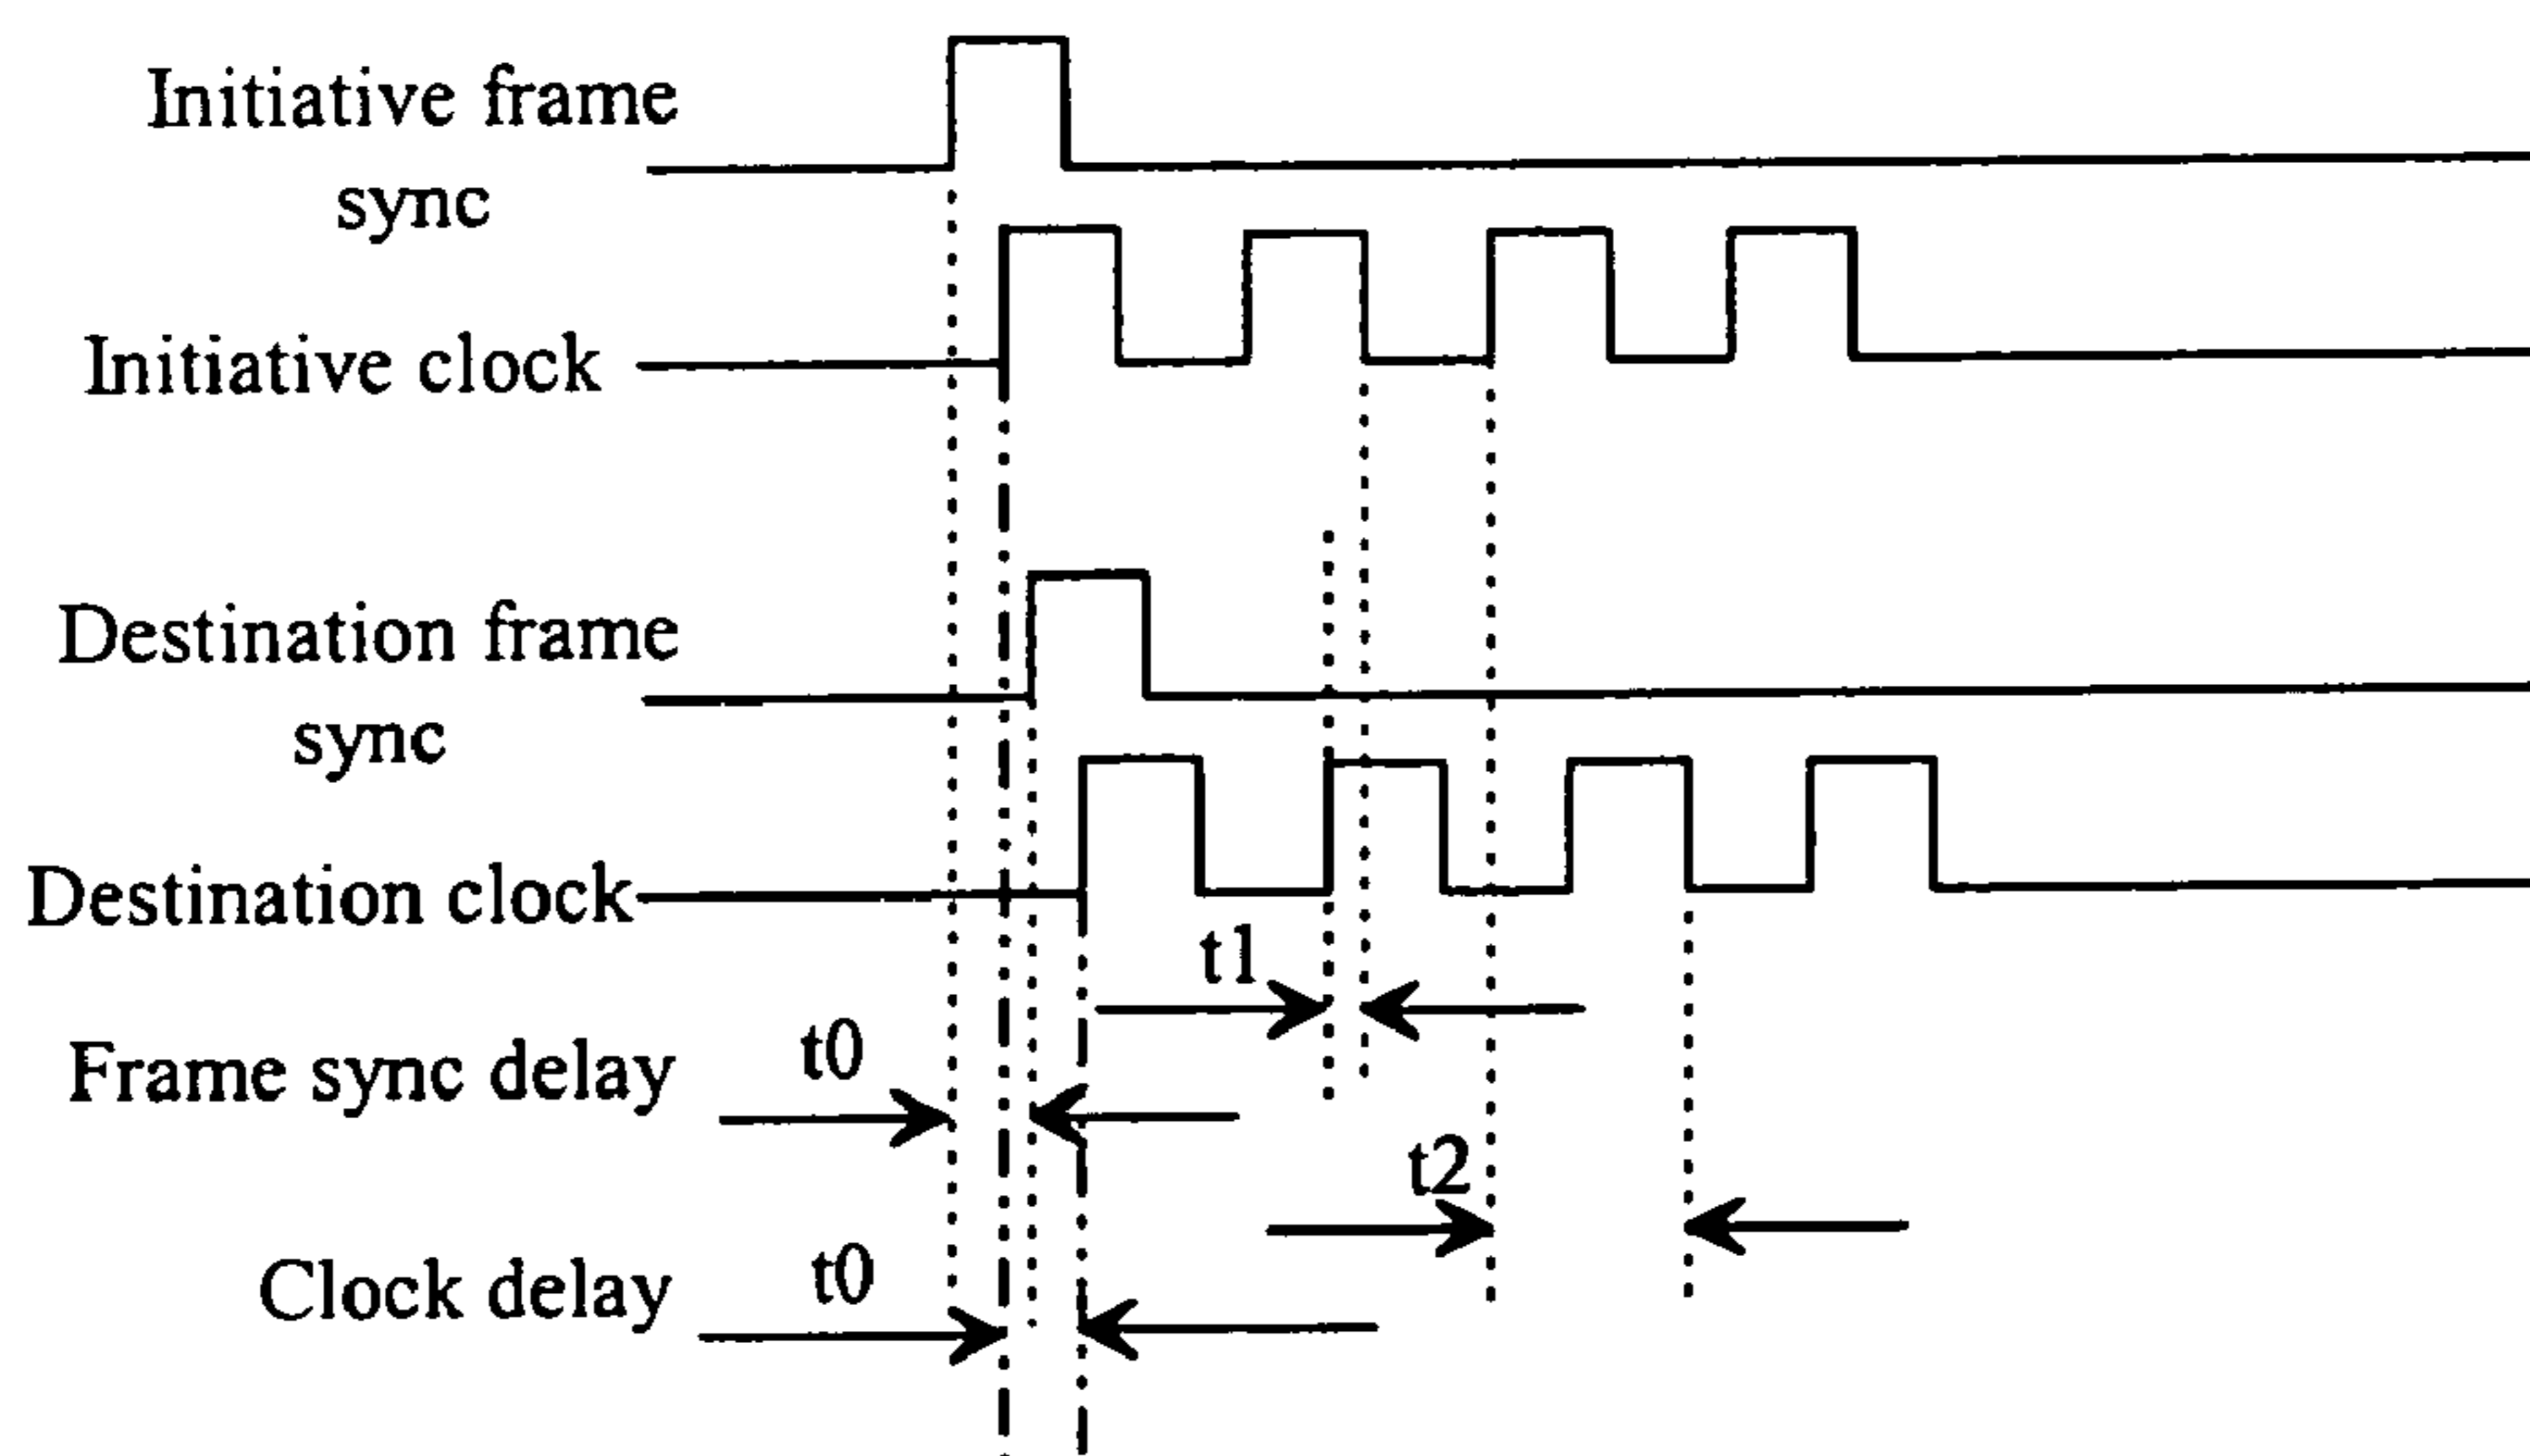 Initiative frame
sync
Initiative clock
Destination frame
sync
Destination clock
t1
Frame sync delay
t0
t2
Clock delay
t0